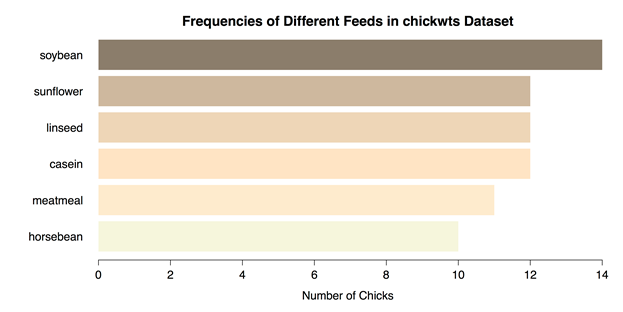 Frequencies of Different Feeds in chickwts Dataset
soybean
sunflower
linseed
casein
meatmeal
horsebean
0 2 4 6 8 10 12 14
Number of Chicks